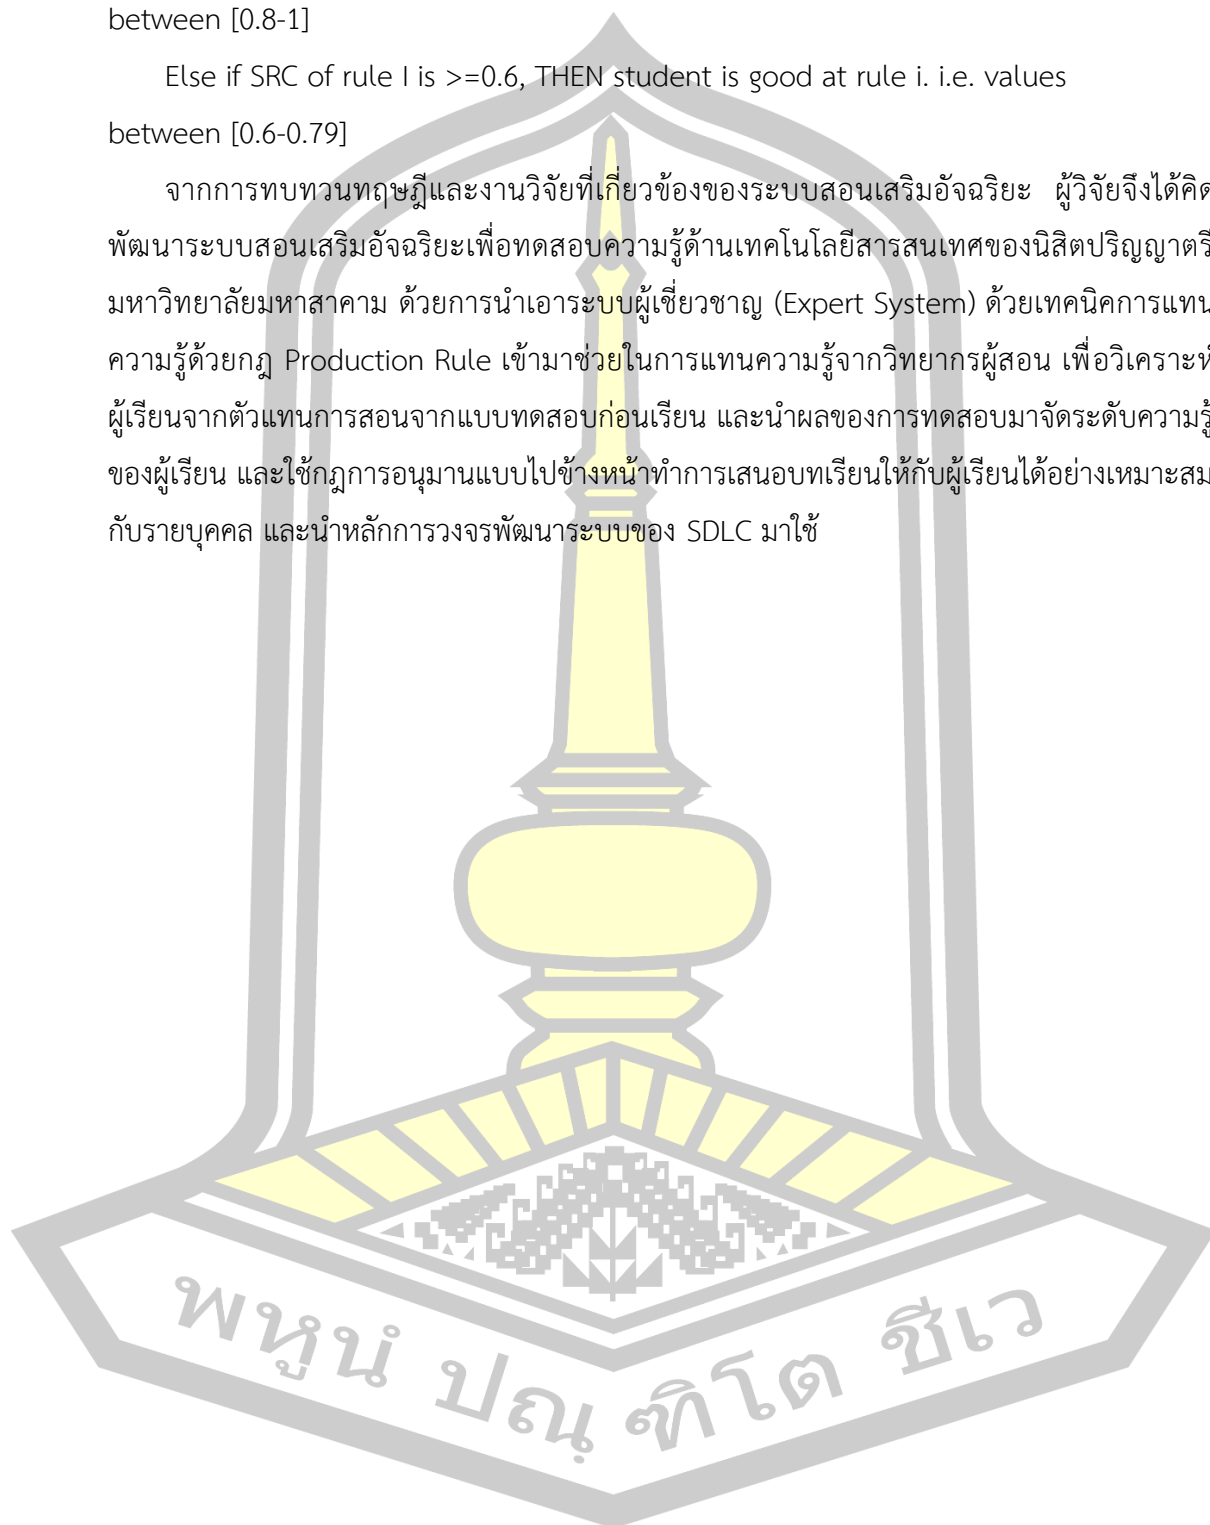 between [0.8-1]
Else if SRC of rule I is >=0.6, THEN student is good at rule i. i.e. values
between [0.6-0.79]
จากการทบทวนทฤษฎีและงานวิจัยที่เกี่ยวข้องของระบบสอนเสริมอัจฉริยะ ผู้วิจัยจึงได้คิด
พัฒนาระบบสอนเสริมอัจฉริยะเพื่อทดสอบความรู้ด้านเทคโนโลยีสารสนเทศของนิสิตปริญญาตรี
มหาวิทยาลัยมหาสาคาม ด้วยการนำเอาระบบผู้เชี่ยวชาญ (Expert System) ด้วยเทคนิคการแทน
ความรู้ด้วยกฎ Production Rule เข้ามาช่วยในการแทนความรู้จากวิทยากรผู้สอน เพื่อวิเคราะห์
ผู้เรียนจากตัวแทนการสอนจากแบบทดสอบก่อนเรียน และนำผลของการทดสอบมาจัดระดับความรู้
ของผู้เรียน และใช้กฎการอนุมานแบบไปข้างหน้าทำการเสนอบทเรียนให้กับผู้เรียนได้อย่างเหมาะสม
กับรายบุคคล และนำหลักการวงจรพัฒนาระบบของ SDLC มาใช้
พหูนํ ปณฺฑิโต ชีเว